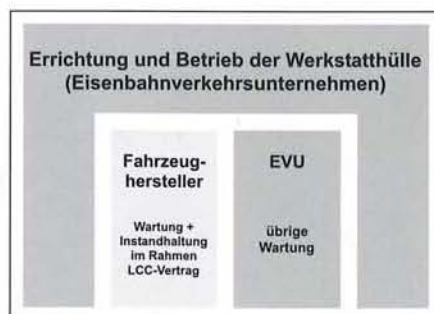 Errichtung und Betrieb der Werkstatthülle
(Eisenbahnverkehrsunternehmen)
Fahrzeug-
hersteller
Wartung +
Instandhaltung
im Rahmen
LCC-Vertrag
EVU
übrige
Wartung